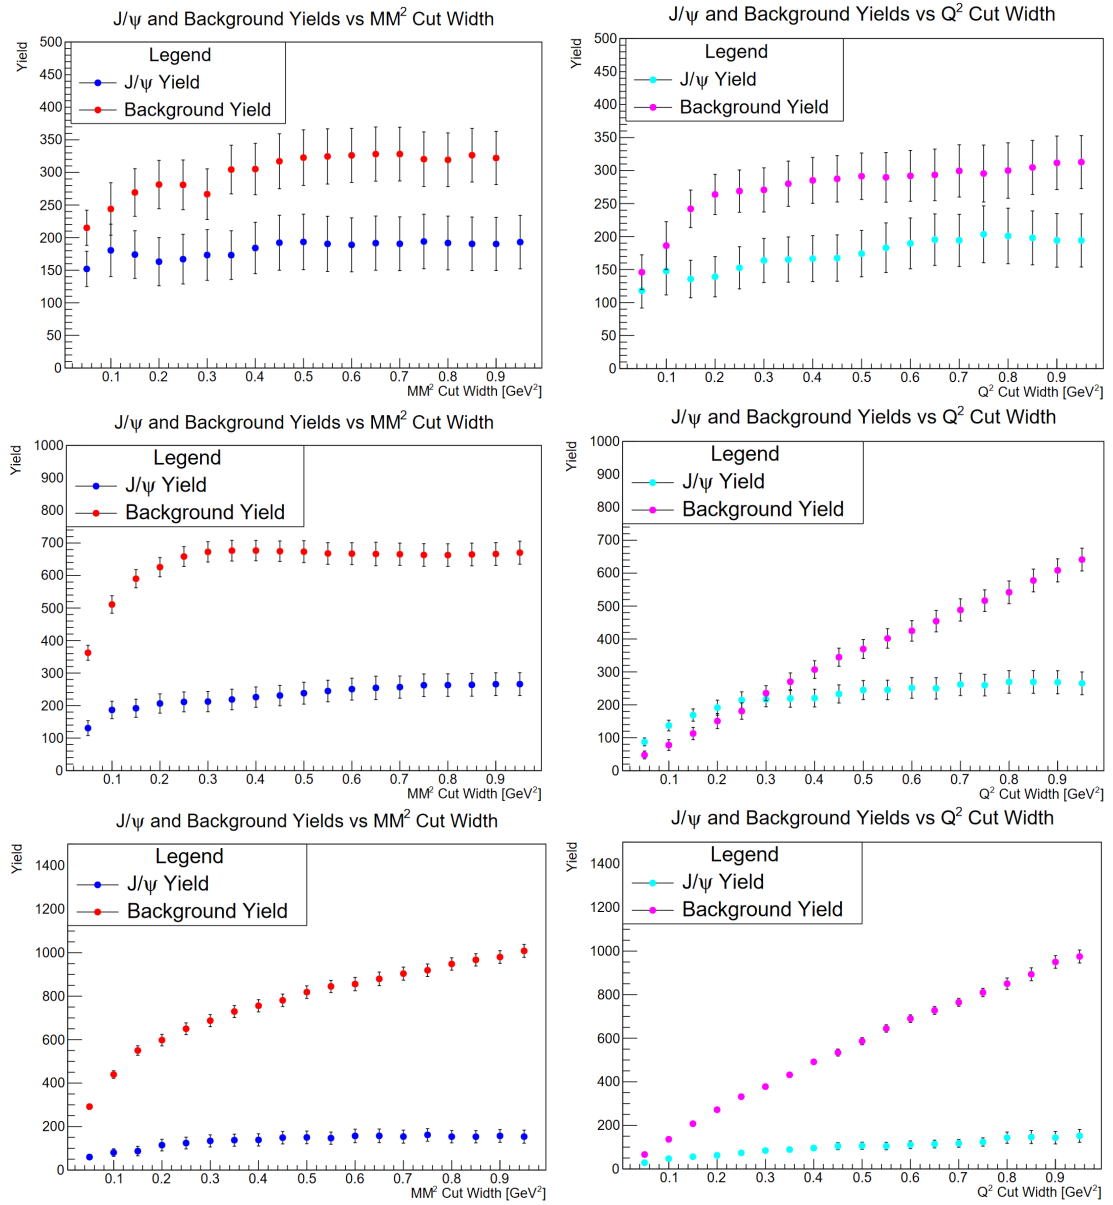 J/ψ and Background Yields vs MM² Cut Width
Yield
500
450
400
350
300
250
200
150
100
50
0
Legend
J/ψ Yield
Background Yield
0.1 0.2 0.3 0.4 0.5 0.6 0.7 0.8 0.9
MM² Cut Width [GeV²]
J/ψ and Background Yields vs Q² Cut Width
Yield
500
450
400
350
300
250
200
150
100
50
0
Legend
J/ψ Yield
Background Yield
0.1 0.2 0.3 0.4 0.5 0.6 0.7 0.8 0.9
Q² Cut Width [GeV²]
J/ψ and Background Yields vs MM² Cut Width
Yield
1000
900
800
700
600
500
400
300
200
100
0
Legend
J/ψ Yield
Background Yield
0.1 0.2 0.3 0.4 0.5 0.6 0.7 0.8 0.9
MM² Cut Width [GeV²]
J/ψ and Background Yields vs Q² Cut Width
Yield
1000
900
800
700
600
500
400
300
200
100
0
Legend
J/ψ Yield
Background Yield
0.1 0.2 0.3 0.4 0.5 0.6 0.7 0.8 0.9
Q² Cut Width [GeV²]
J/ψ and Background Yields vs MM² Cut Width
Yield
1400
1200
1000
800
600
400
200
0
Legend
J/ψ Yield
Background Yield
0.1 0.2 0.3 0.4 0.5 0.6 0.7 0.8 0.9
MM² Cut Width [GeV²]
J/ψ and Background Yields vs Q² Cut Width
Yield
1400
1200
1000
800
600
400
200
0
Legend
J/ψ Yield
Background Yield
0.1 0.2 0.3 0.4 0.5 0.6 0.7 0.8 0.9
Q² Cut Width [GeV²]